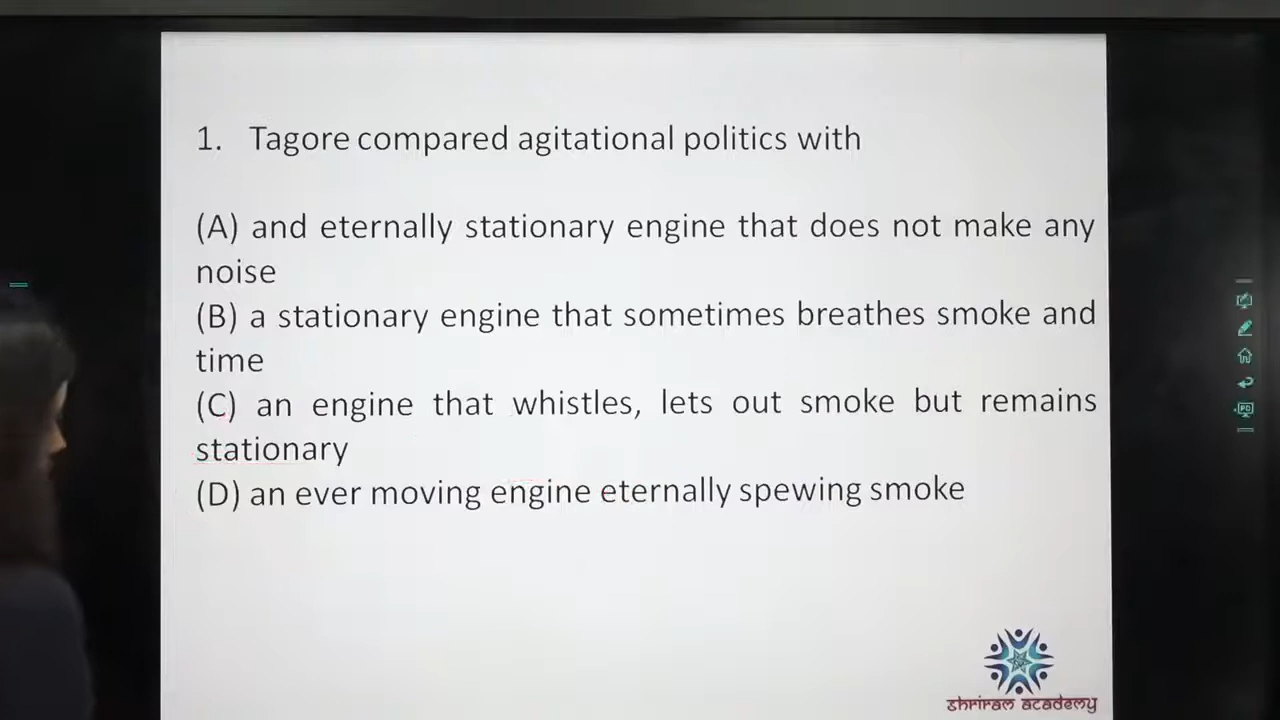 1. Tagore compared agitational politics with
(A) and eternally stationary engine that does not make any
noise
(B) a stationary engine that sometimes breathes smoke and
time
(C) an engine that whistles, lets out smoke but remains
stationary
(D) an ever moving engine eternally spewing smoke
shriram academy